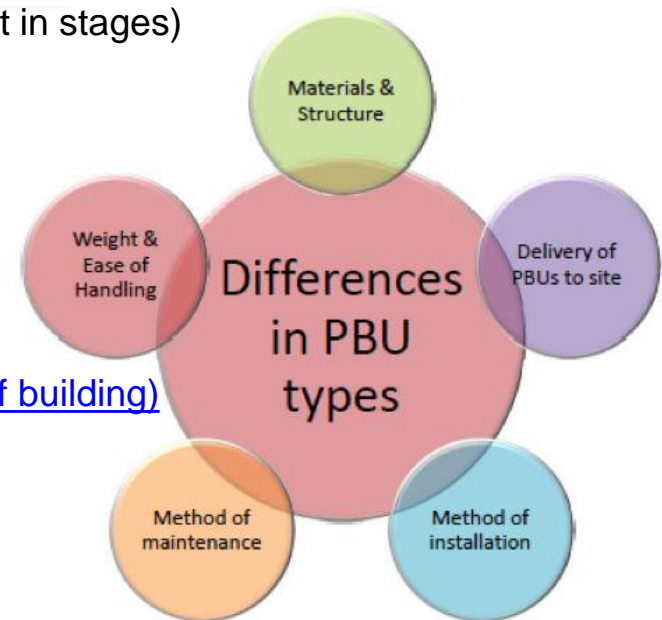 t in stages)
Materials &
Structure
Weight &
Ease of
Handling
Differences
in PBU
types
Delivery of
PBUs to site
f building)
Method of
maintenance
Method of
installation